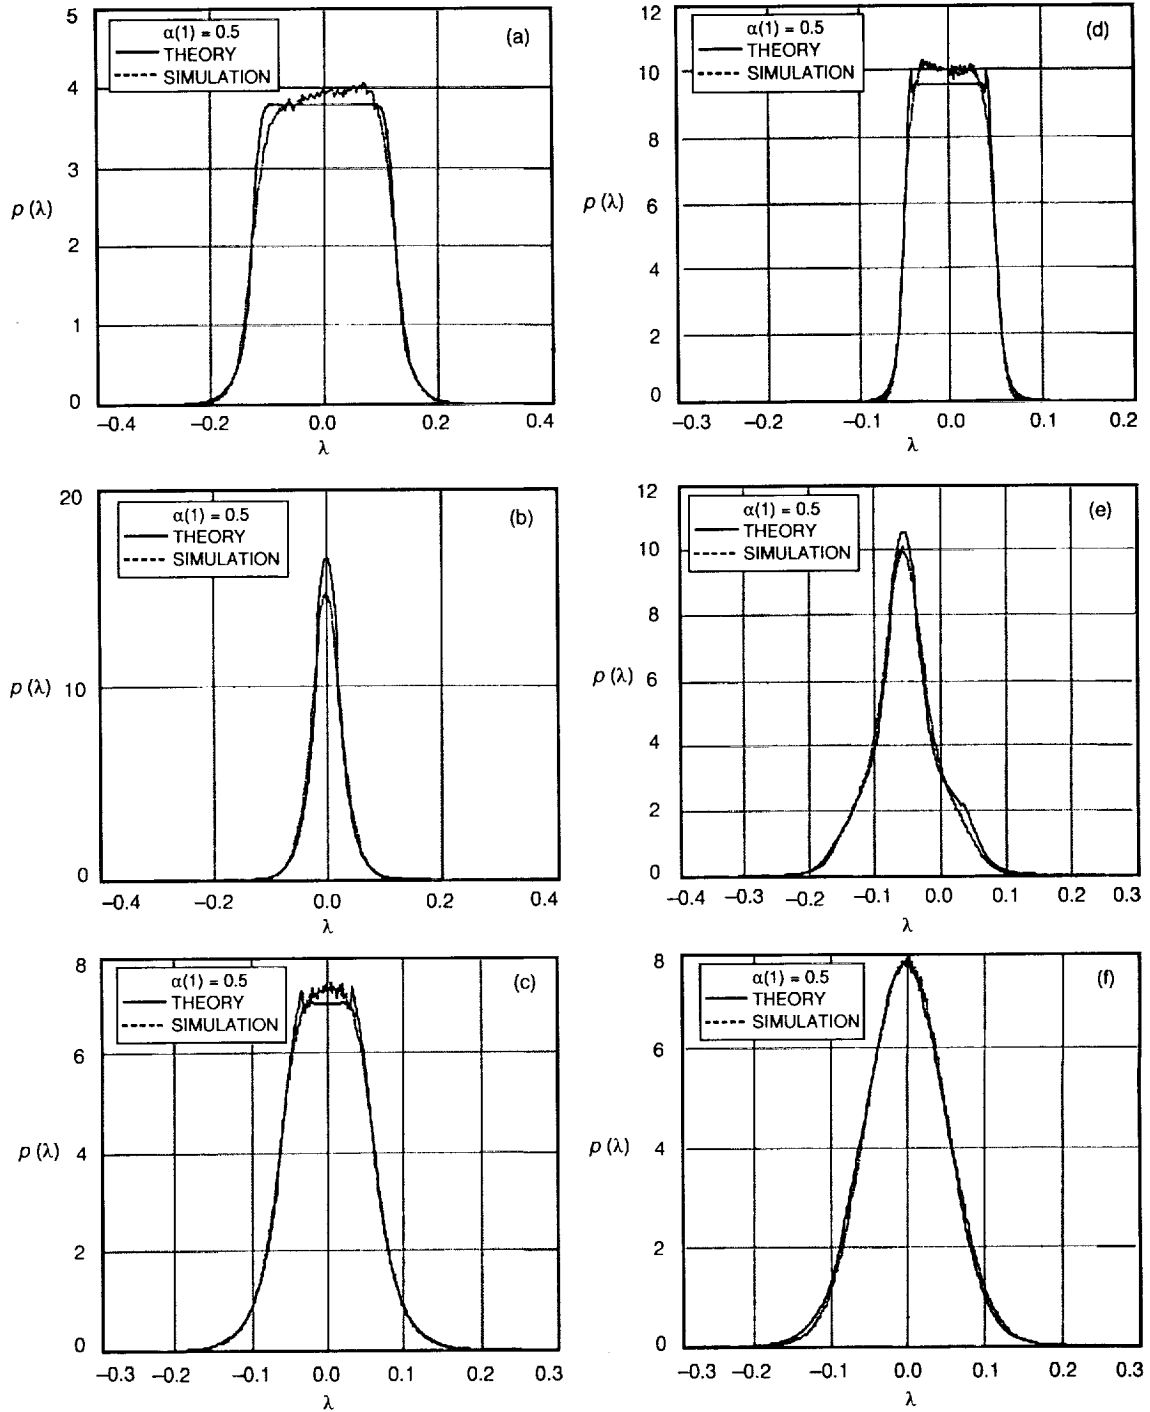 α(1) = 0.5
THEORY
SIMULATION
(a)
5
4
3
2
1
0
p (λ)
−0.4 −0.2 0.0 0.2 0.4
λ
α(1) = 0.5
THEORY
SIMULATION
(d)
12
10
8
6
4
2
0
p (λ)
−0.3 −0.2 −0.1 0.0 0.1 0.2
λ
α(1) = 0.5
THEORY
SIMULATION
(b)
20
10
0
p (λ)
−0.4 −0.2 0.0 0.2 0.4
λ
α(1) = 0.5
THEORY
SIMULATION
(e)
12
10
8
6
4
2
0
p (λ)
−0.4 −0.3 −0.2 −0.1 0.0 0.1 0.2 0.3
λ
α(1) = 0.5
THEORY
SIMULATION
(c)
8
6
4
2
0
p (λ)
−0.3 −0.2 −0.1 0.0 0.1 0.2 0.3
λ
α(1) = 0.5
THEORY
SIMULATION
(f)
8
6
4
2
0
p (λ)
−0.3 −0.2 −0.1 0.0 0.1 0.2 0.3
λ